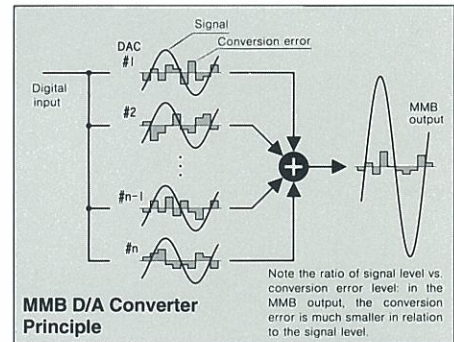 Signal
DAC
Conversion error
#1
Digital
input
#2
MMB
output
#n-1
#n
Note the ratio of signal level vs.
conversion error level: in the
MMB output, the conversion
error is much smaller in relation
to the signal level.
MMB D/A Converter
Principle